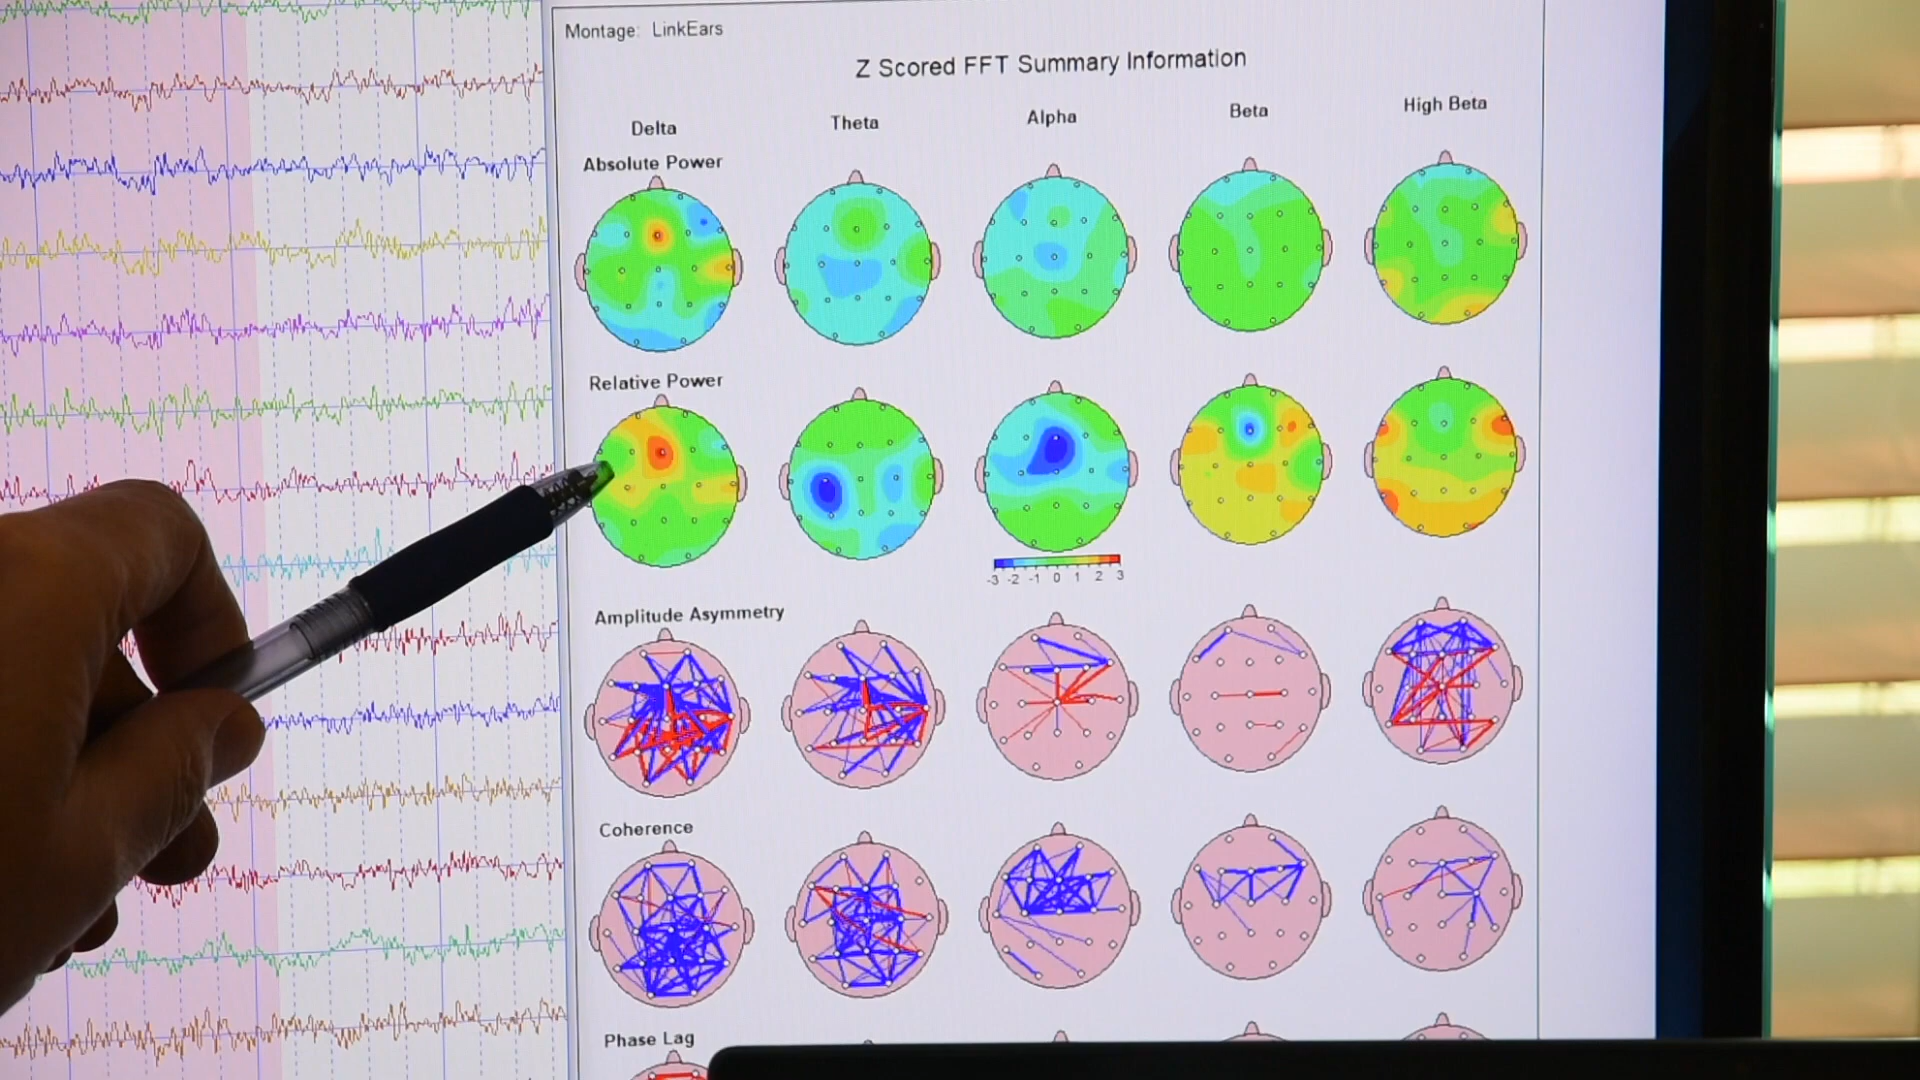 Montage: LinkEars
Z Scored FFT Summary Information
Delta Theta Alpha Beta High Beta
Absolute Power
Relative Power
-3 -2 -1 0 1 2 3
Amplitude Asymmetry
Coherence
Phase Lag